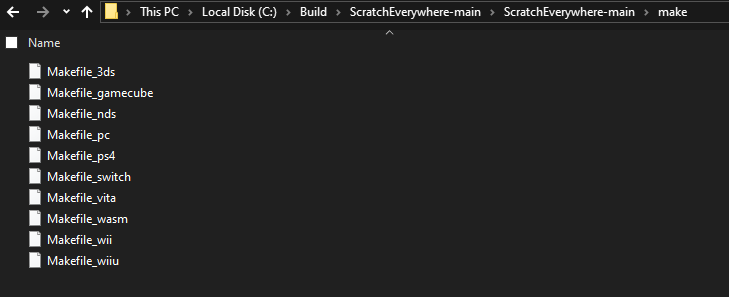 This PC > Local Disk (C:) > Build > ScratchEverywhere-main > ScratchEverywhere-main > make
Name
Makefile_3ds
Makefile_gamecube
Makefile_nds
Makefile_pc
Makefile_ps4
Makefile_switch
Makefile_vita
Makefile_wasm
Makefile_wii
Makefile_wiiu